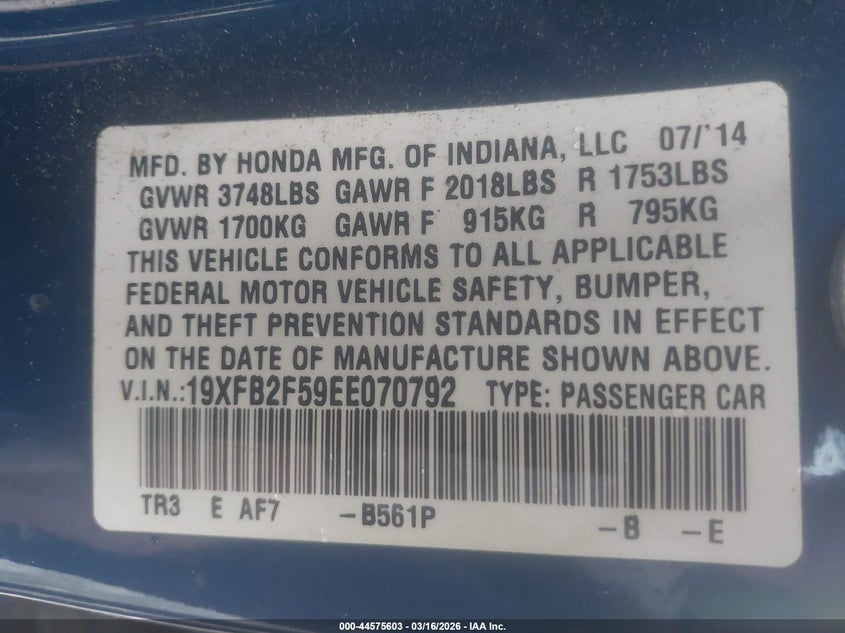 MFD. BY HONDA MFG. OF INDIANA, LLC 07/'14
GVWR 3748LBS GAWR F 2018LBS R 1753LBS
GVWR 1700KG GAWR F 915KG R 795KG
THIS VEHICLE CONFORMS TO ALL APPLICABLE
FEDERAL MOTOR VEHICLE SAFETY, BUMPER,
AND THEFT PREVENTION STANDARDS IN EFFECT
ON THE DATE OF MANUFACTURE SHOWN ABOVE.
V.I.N.:19XFB2F59EE070792 TYPE: PASSENGER CAR
TR3 E AF7 -B561P -B -E
000-44575603 - 03/16/2026 - IAA Inc.